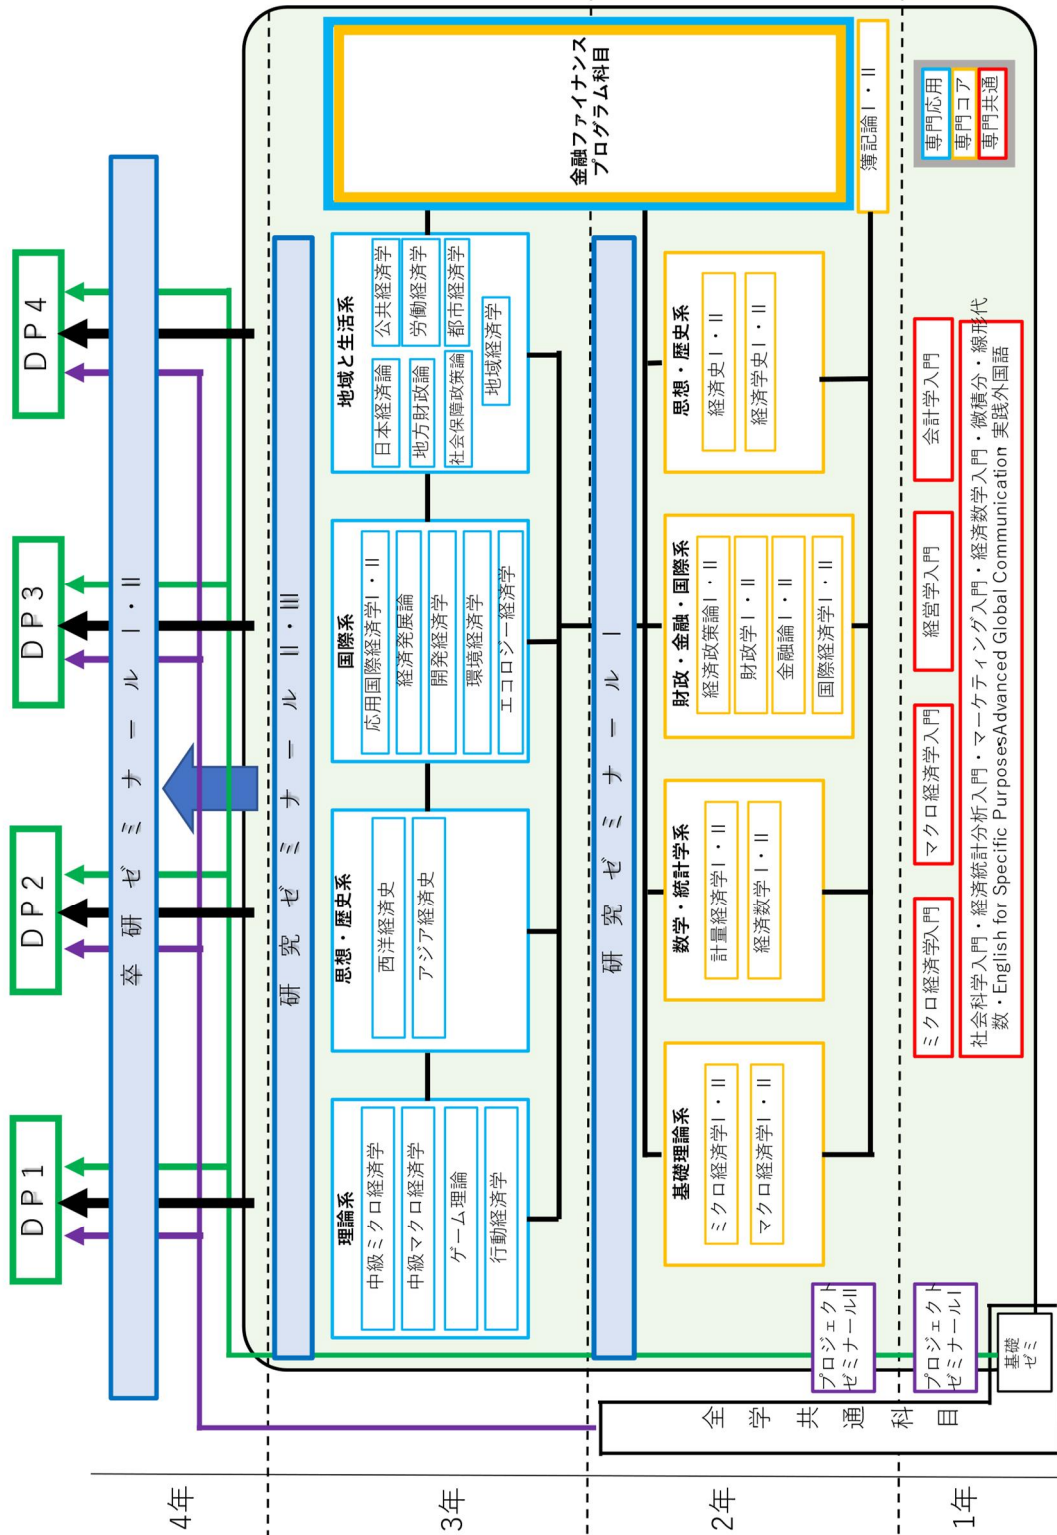 DP1
DP2
DP3
DP4
4年
卒研ゼミナールⅠ・Ⅱ
3年
研究ゼミナールⅡ・Ⅲ
理論系
中級ミクロ経済学
中級マクロ経済学
ゲーム理論
行動経済学
思想・歴史系
西洋経済史
アジア経済史
国際系
応用国際経済学Ⅰ・Ⅱ
経済発展論
開発経済学
環境経済学
エコロジー経済学
地域と生活系
日本経済論
公共経済学
地方財政論
労働経済学
社会保障政策論
都市経済学
地域経済学
金融ファイナンス
プログラム科目
2年
研究ゼミナールⅠ
基礎理論系
ミクロ経済学Ⅰ・Ⅱ
マクロ経済学Ⅰ・Ⅱ
数学・統計学系
計量経済学Ⅰ・Ⅱ
経済数学Ⅰ・Ⅱ
財政・金融・国際系
経済政策論Ⅰ・Ⅱ
財政学Ⅰ・Ⅱ
金融論Ⅰ・Ⅱ
国際経済学Ⅰ・Ⅱ
思想・歴史系
経済史Ⅰ・Ⅱ
経済学史Ⅰ・Ⅱ
簿記論Ⅰ・Ⅱ
全学共通科目
プロジェクト
ゼミナールⅡ
1年
プロジェクト
ゼミナールⅠ
基礎
ゼミ
ミクロ経済学入門
マクロ経済学入門
経営学入門
会計学入門
社会科学入門・経済統計分析入門・マーケティング入門・経済数学入門・微積分・線形代
数・English for Specific PurposesAdvanced Global Communication 実践外国語
専門応用
専門コア
専門共通